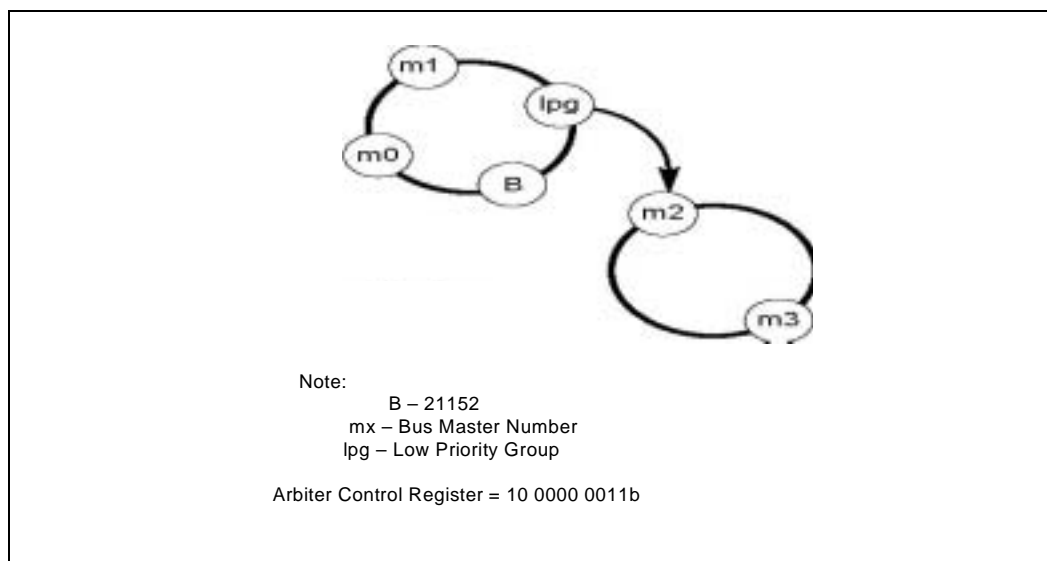 m1
lpg
m0
B
m2
m3
Note:
B – 21152
mx – Bus Master Number
lpg – Low Priority Group
Arbiter Control Register = 10 0000 0011b